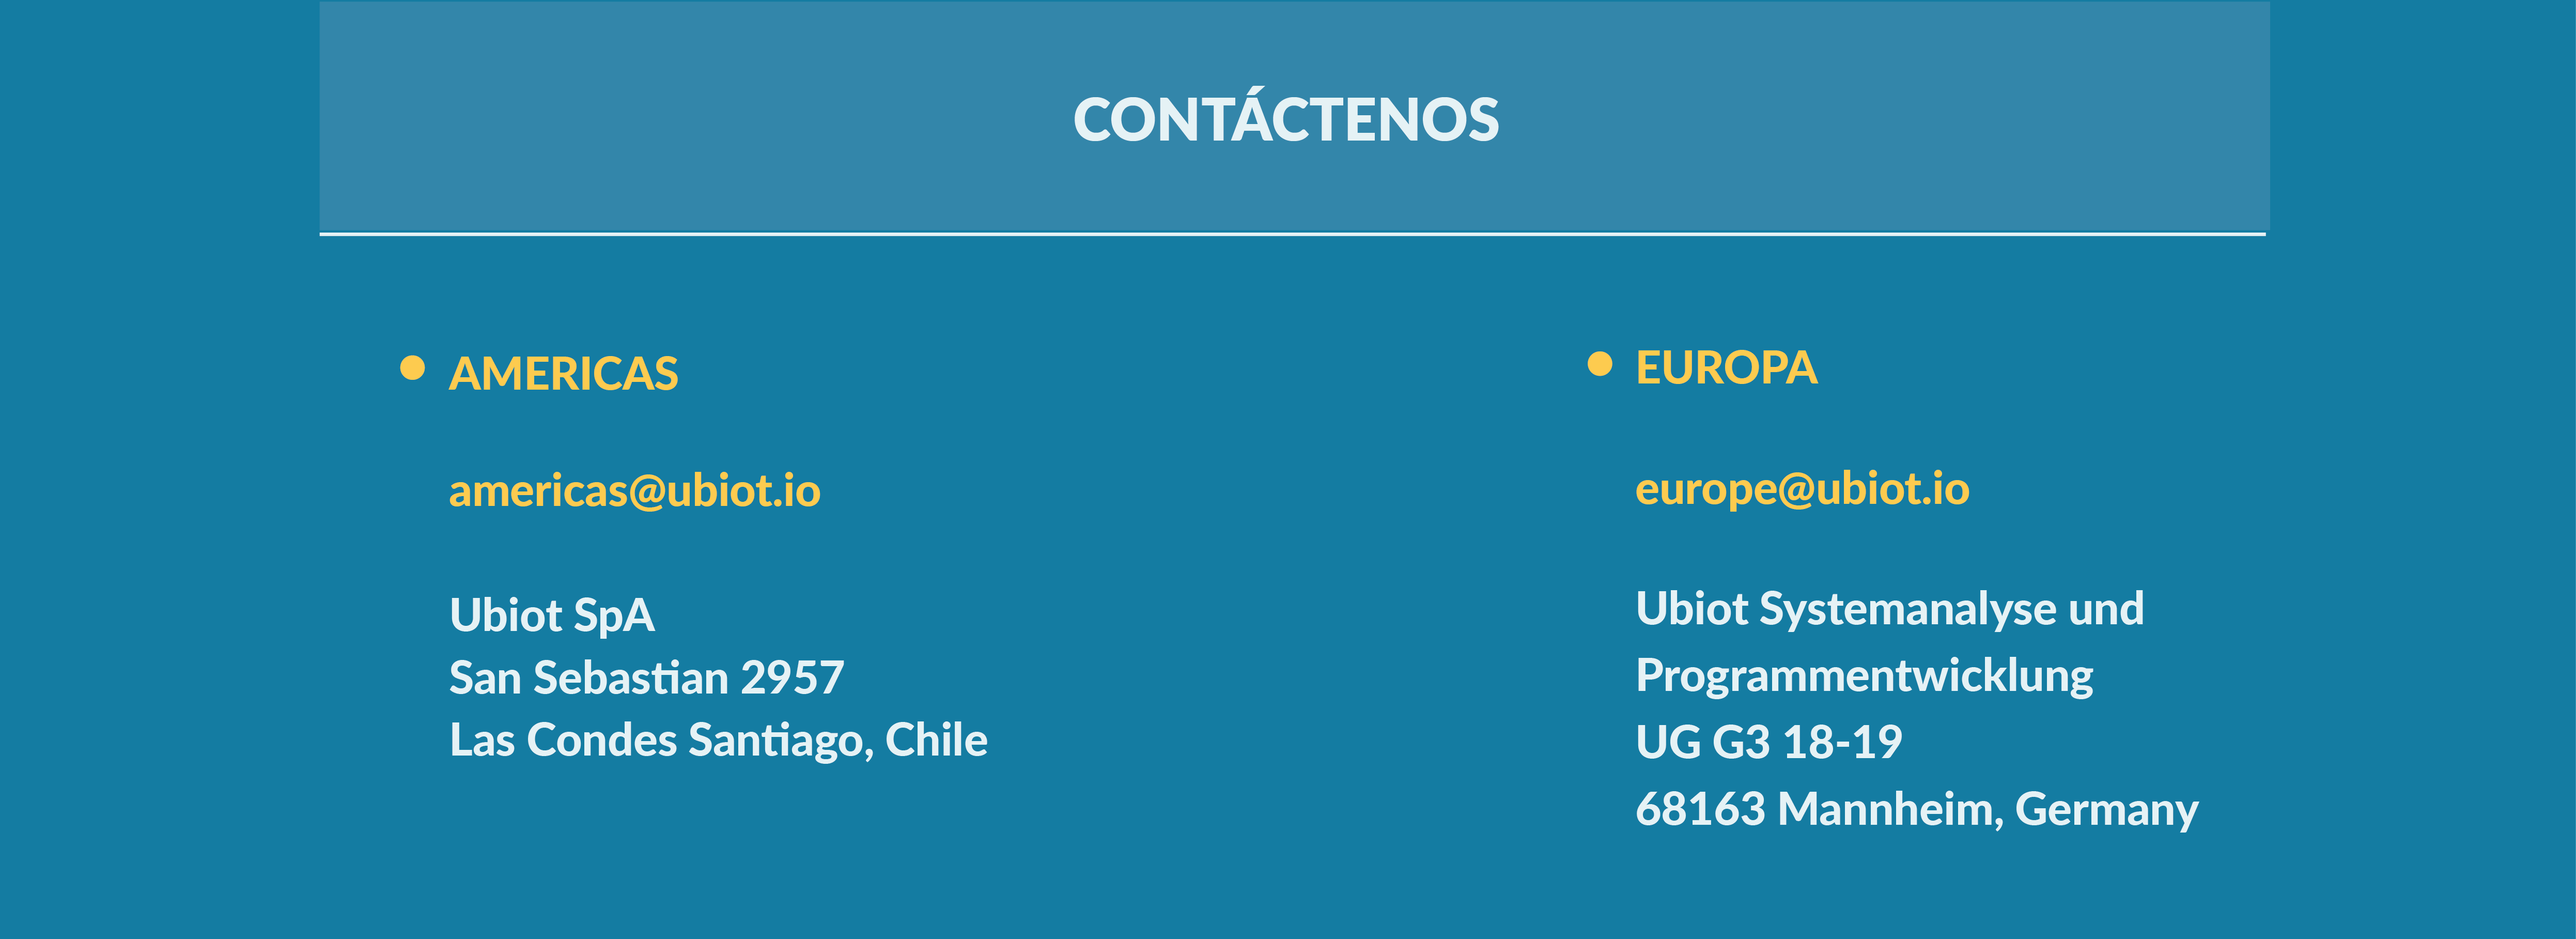 CONTÁCTENOS
AMERICAS
americas@ubiot.io
Ubiot SpA
San Sebastian 2957
Las Condes Santiago, Chile
EUROPA
europe@ubiot.io
Ubiot Systemanalyse und
Programmentwicklung
UG G3 18-19
68163 Mannheim, Germany